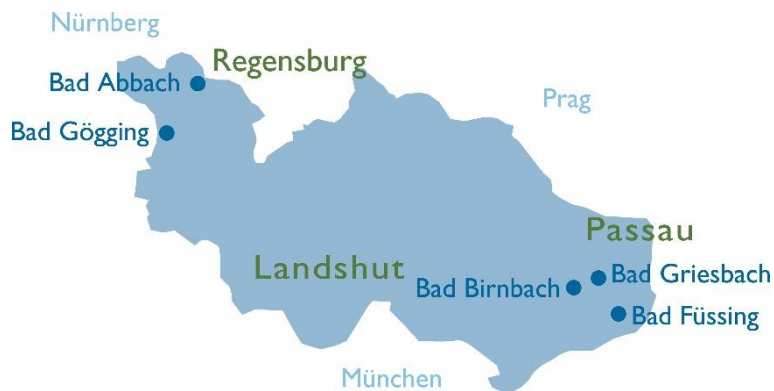 Nürnberg
Regensburg
Bad Abbach
Prag
Bad Gögging
Passau
Landshut
Bad Griesbach
Bad Birnbach
Bad Füssing
München